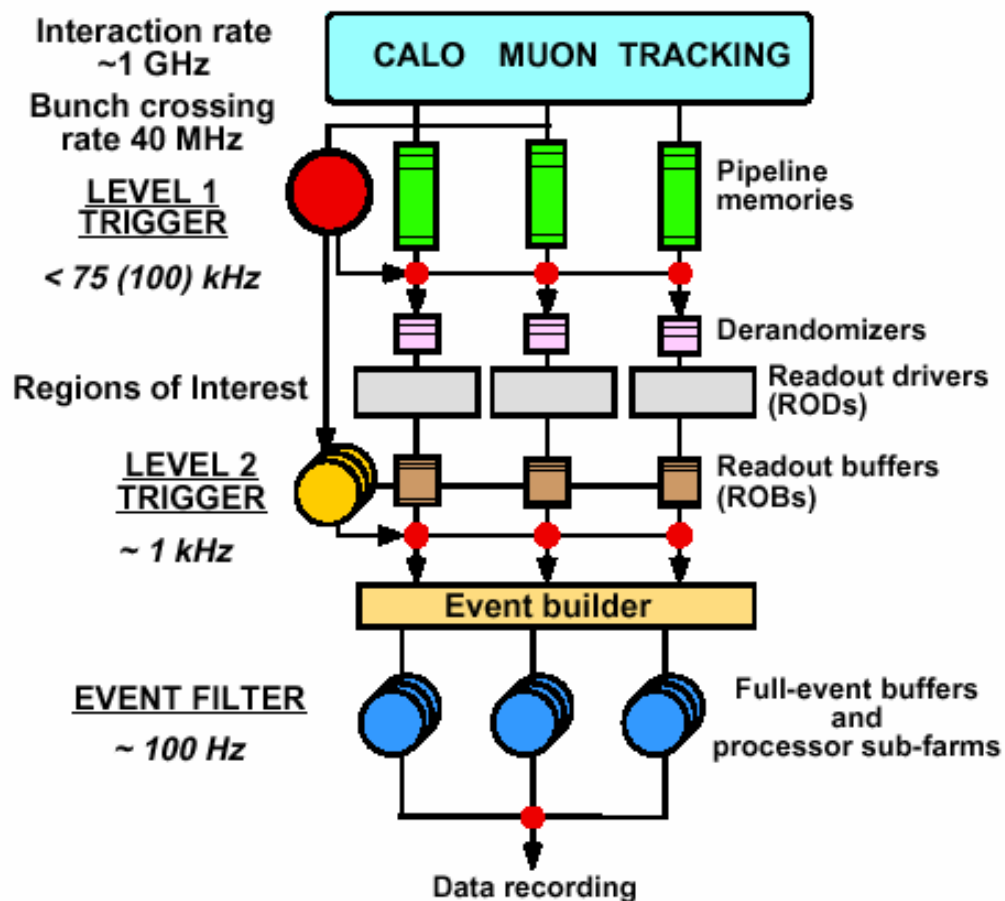 Interaction rate
~1 GHz
CALO MUON TRACKING
Bunch crossing
rate 40 MHz
LEVEL 1
TRIGGER
Pipeline
memories
< 75 (100) kHz
Derandomizers
Regions of Interest
Readout drivers
(RODs)
LEVEL 2
TRIGGER
Readout buffers
(ROBs)
~ 1 kHz
Event builder
EVENT FILTER
~ 100 Hz
Full-event buffers
and
processor sub-farms
Data recording